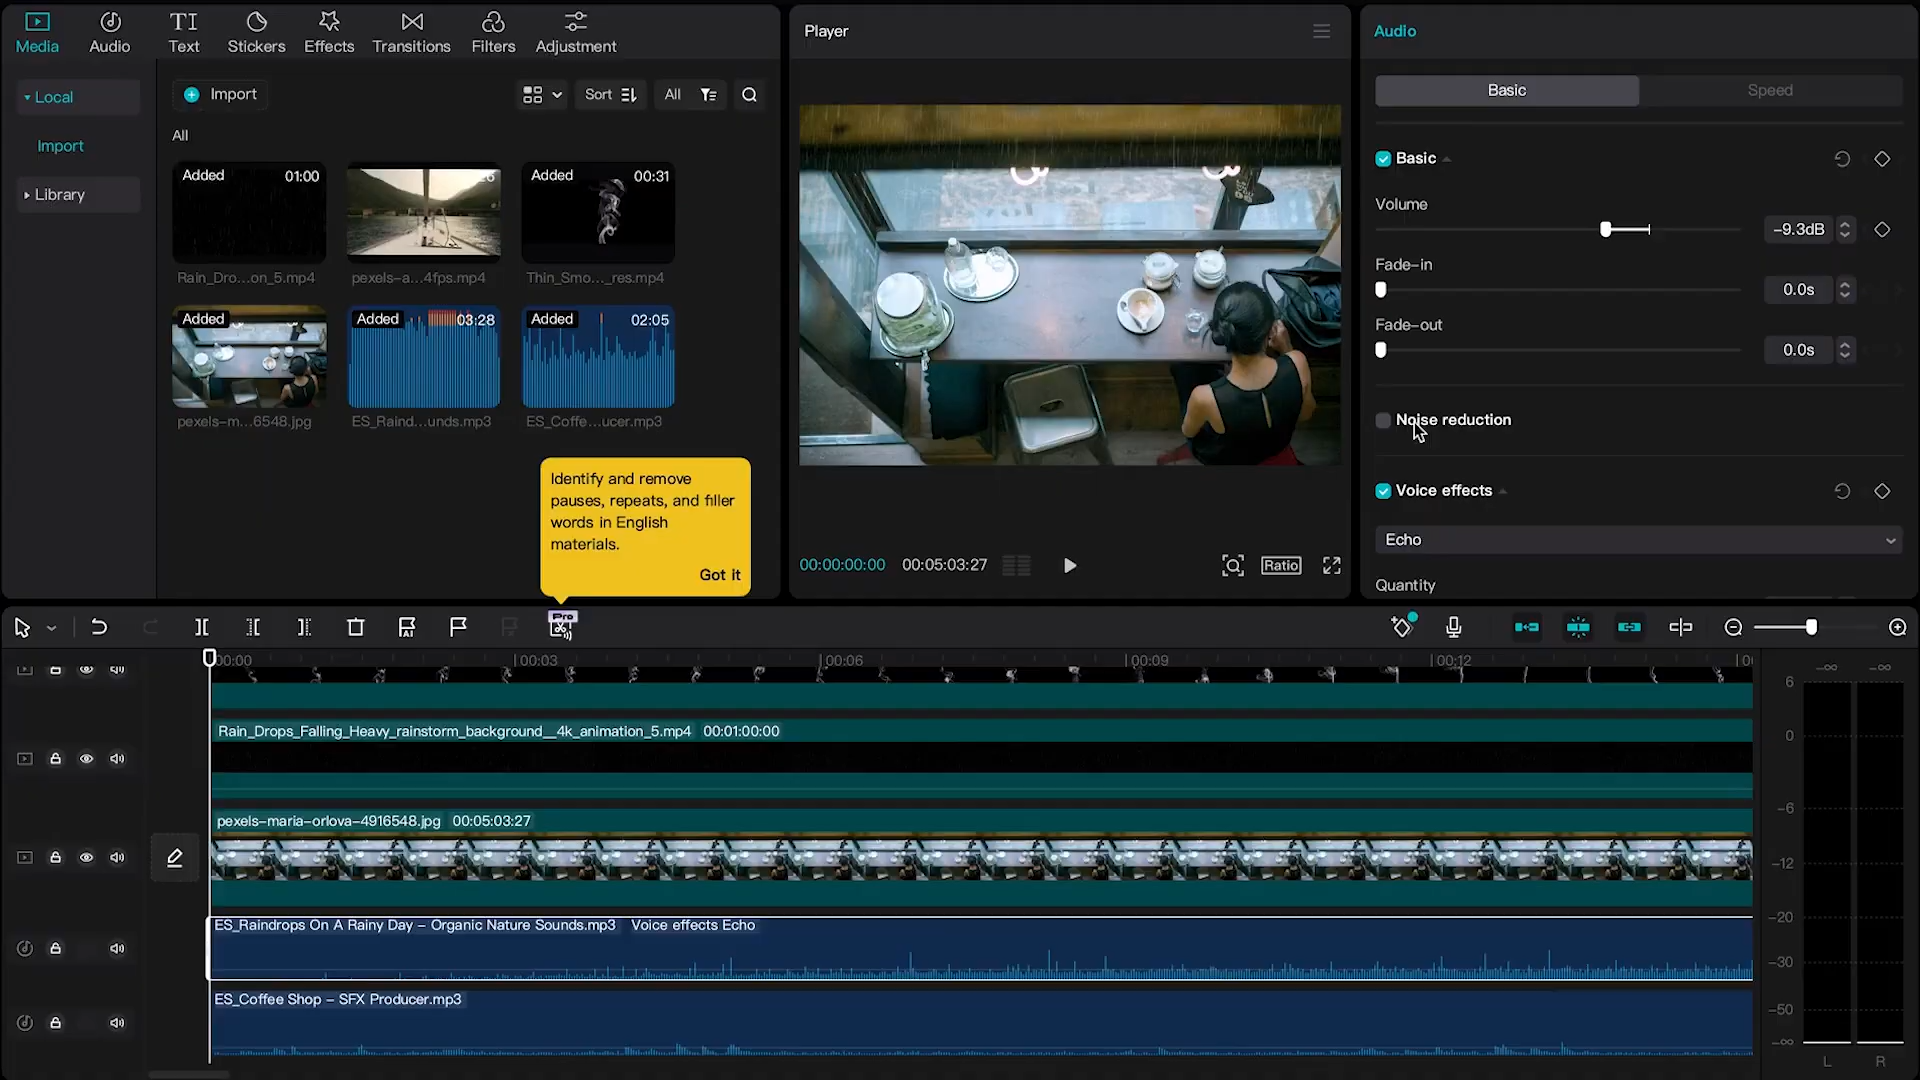 Media
Audio
Text
Stickers
Effects
Transitions
Filters
Adjustment
Local
Import
Library
Import
Sort
All
All
Added
01:00
Rain_Dro...on_5.mp4
pexels-a...4fps.mp4
Added
00:31
Thin_Smo..._res.mp4
Added
pexels-m...6548.jpg
Added
03:28
ES_Raind...unds.mp3
Added
02:05
ES_Coffe...ucer.mp3
Identify and remove
pauses, repeats, and filler
words in English
materials.
Got it
Player
00:00:00:00
00:05:03:27
Ratio
Audio
Basic
Speed
Basic
Volume
-9.3dB
Fade-in
0.0s
Fade-out
0.0s
Noise reduction
Voice effects
Echo
Quantity
Pro
00:00
00:03
00:06
00:09
00:12
Rain_Drops_Falling_Heavy_rainstorm_background__4k_animation_5.mp4 00:01:00:00
pexels-maria-orlova-4916548.jpg 00:05:03:27
ES_Raindrops On A Rainy Day – Organic Nature Sounds.mp3 Voice effects Echo
ES_Coffee Shop – SFX Producer.mp3
-∞ -∞
6
0
-6
-12
-20
-30
-50
-∞
L R